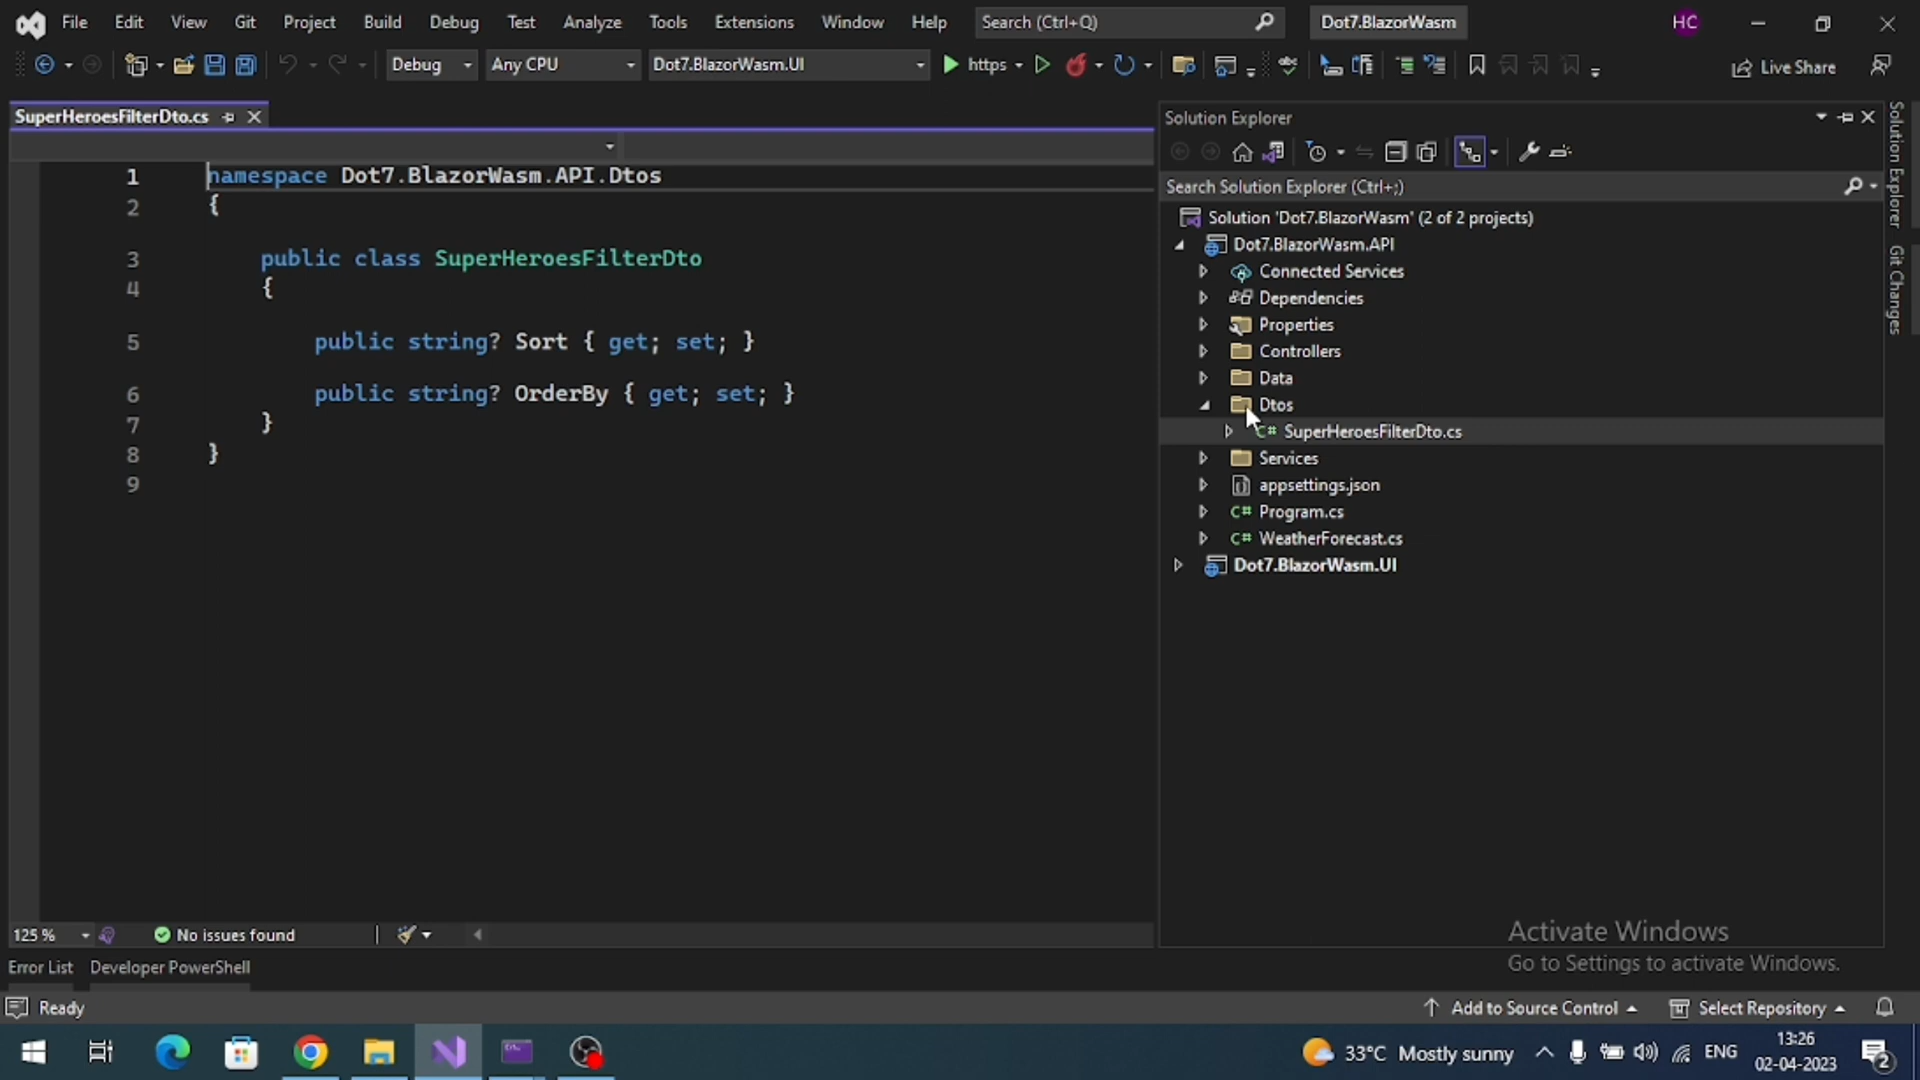 File Edit View Git Project Build Debug Test Analyze Tools Extensions Window Help Search (Ctrl+Q) Dot7.BlazorWasm HC
Debug Any CPU Dot7.BlazorWasm.UI https Live Share
SuperHeroesFilterDto.cs
1 namespace Dot7.BlazorWasm.API.Dtos
2 {
3 public class SuperHeroesFilterDto
4 {
5 public string? Sort { get; set; }
6 public string? OrderBy { get; set; }
7 }
8 }
9
125 % No issues found
Solution Explorer
Search Solution Explorer (Ctrl+;)
Solution 'Dot7.BlazorWasm' (2 of 2 projects)
Dot7.BlazorWasm.API
Connected Services
Dependencies
Properties
Controllers
Data
Dtos
C# SuperHeroesFilterDto.cs
Services
appsettings.json
C# Program.cs
C# WeatherForecast.cs
Dot7.BlazorWasm.UI
Solution Explorer
Git Changes
Activate Windows
Go to Settings to activate Windows.
Error List Developer PowerShell
Ready Add to Source Control Select Repository
33°C Mostly sunny ENG 13:26
02-04-2023
2